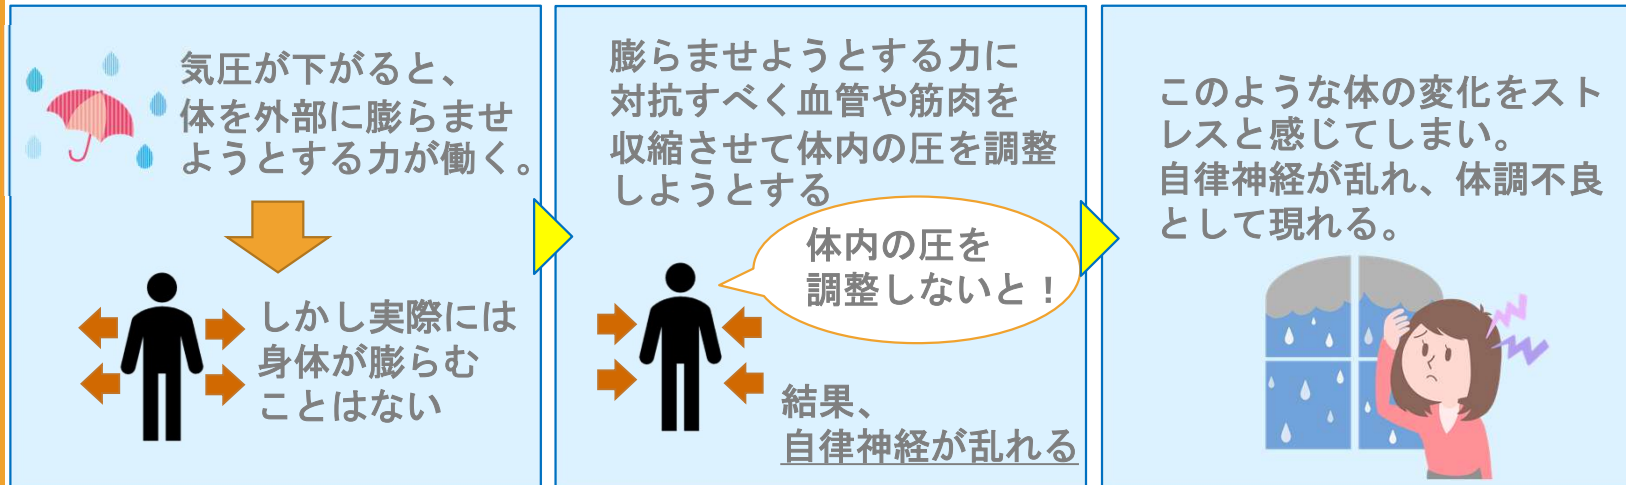 気圧が下がると、
体を外部に膨らませ
ようとする力が働く。
しかし実際には
身体が膨らむ
ことはない
膨らませようとする力に
対抗すべく血管や筋肉を
収縮させて体内の圧を調整
しようとする
体内の圧を
調整しないと！
結果、
自律神経が乱れる
このような体の変化をスト
レスと感じてしまい。
自律神経が乱れ、体調不良
として現れる。